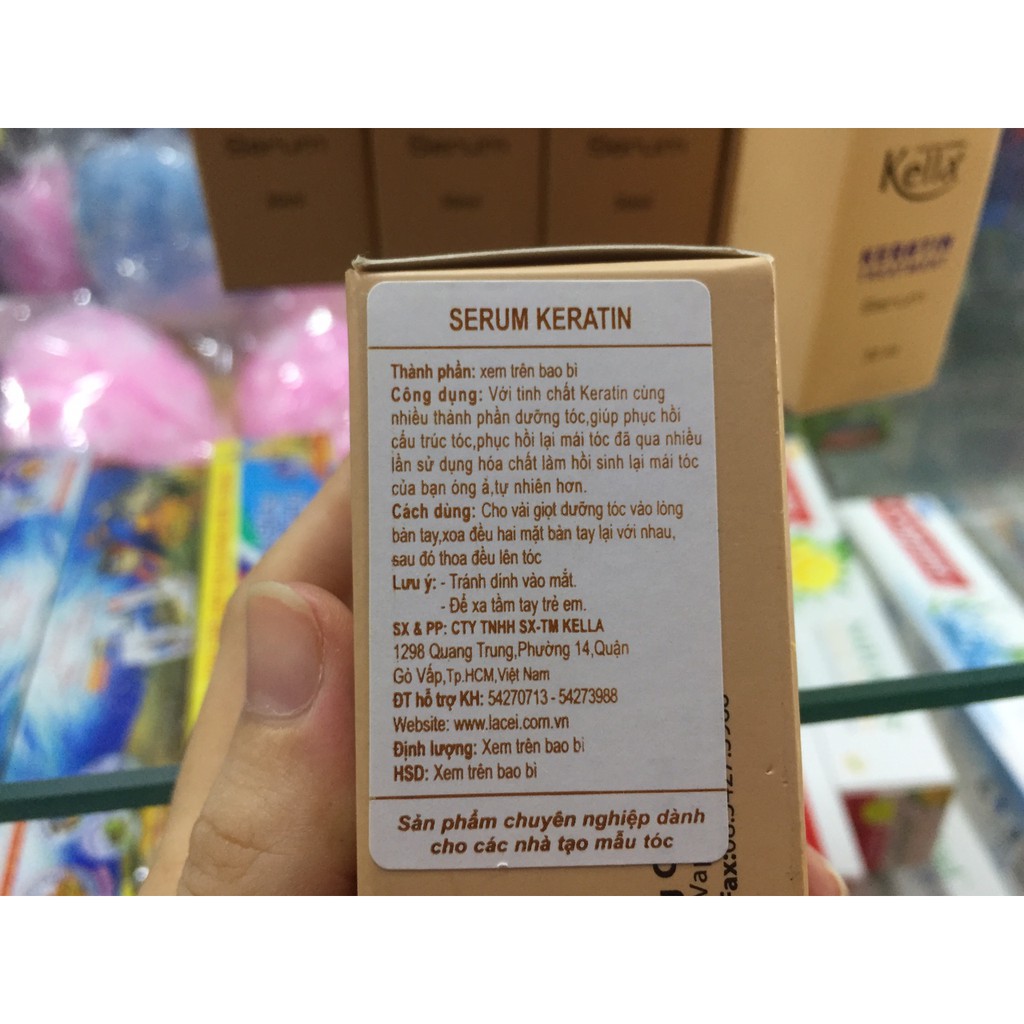 Serum
Serum
Serum
Kella
KERATIN
TREATMENT
Serum
SERUM KERATIN
Thành phần: xem trên bao bì
Công dụng: Với tinh chất Keratin cùng
nhiều thành phần dưỡng tóc,giúp phục hồi
cấu trúc tóc,phục hồi lại mái tóc đã qua nhiều
lần sử dụng hóa chất làm hồi sinh lại mái tóc
của bạn óng ả,tự nhiên hơn.
Cách dùng: Cho vài giọt dưỡng tóc vào lòng
bàn tay,xoa đều hai mặt bàn tay lại với nhau,
sau đó thoa đều lên tóc
Lưu ý: - Tránh dính vào mắt.
- Để xa tầm tay trẻ em.
SX & PP: CTY TNHH SX-TM KELLA
1298 Quang Trung,Phường 14,Quận
Gò Vấp,Tp.HCM,Việt Nam
ĐT hỗ trợ KH: 54270713 - 54273988
Website: www.lacei.com.vn
Định lượng: Xem trên bao bì
HSD: Xem trên bao bì
Sản phẩm chuyên nghiệp dành
cho các nhà tạo mẫu tóc